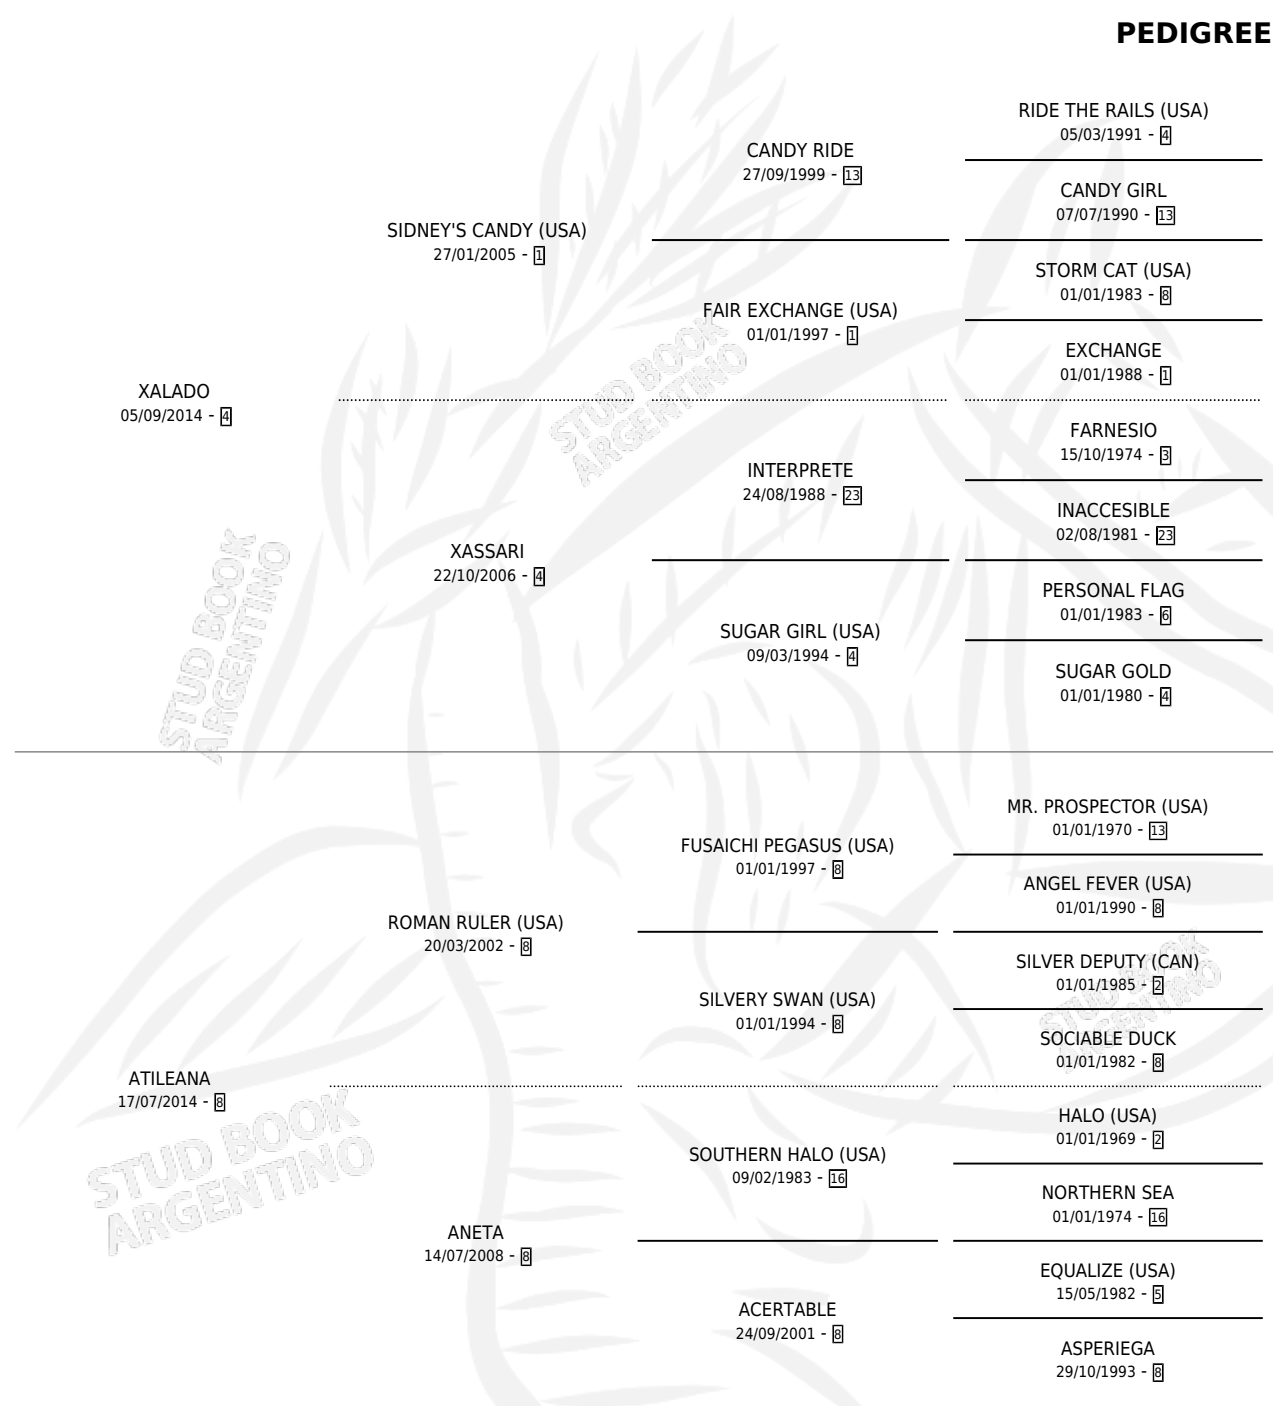 PEDIGREE
RIDE THE RAILS (USA)
05/03/1991 - 4
CANDY RIDE
27/09/1999 - 13
CANDY GIRL
07/07/1990 - 13
SIDNEY'S CANDY (USA)
27/01/2005 - 1
STORM CAT (USA)
01/01/1983 - 8
FAIR EXCHANGE (USA)
01/01/1997 - 1
EXCHANGE
01/01/1988 - 1
XALADO
05/09/2014 - 4
STUD BOOK
ARGENTINO
FARNESIO
15/10/1974 - 3
INTERPRETE
24/08/1988 - 23
INACCESIBLE
02/08/1981 - 23
XASSARI
22/10/2006 - 4
STUD BOOK
ARGENTINO
PERSONAL FLAG
01/01/1983 - 6
SUGAR GIRL (USA)
09/03/1994 - 4
SUGAR GOLD
01/01/1980 - 4
MR. PROSPECTOR (USA)
01/01/1970 - 13
FUSAICHI PEGASUS (USA)
01/01/1997 - 8
ANGEL FEVER (USA)
01/01/1990 - 8
ROMAN RULER (USA)
20/03/2002 - 8
SILVER DEPUTY (CAN)
01/01/1985 - 2
STUD BOOK
ARGENTINO
SILVERY SWAN (USA)
01/01/1994 - 8
SOCIABLE DUCK
01/01/1982 - 8
ATILEANA
17/07/2014 - 8
STUD BOOK
ARGENTINO
HALO (USA)
01/01/1969 - 2
SOUTHERN HALO (USA)
09/02/1983 - 16
NORTHERN SEA
01/01/1974 - 16
ANETA
14/07/2008 - 8
EQUALIZE (USA)
15/05/1982 - 5
ACERTABLE
24/09/2001 - 8
ASPERIEGA
29/10/1993 - 8